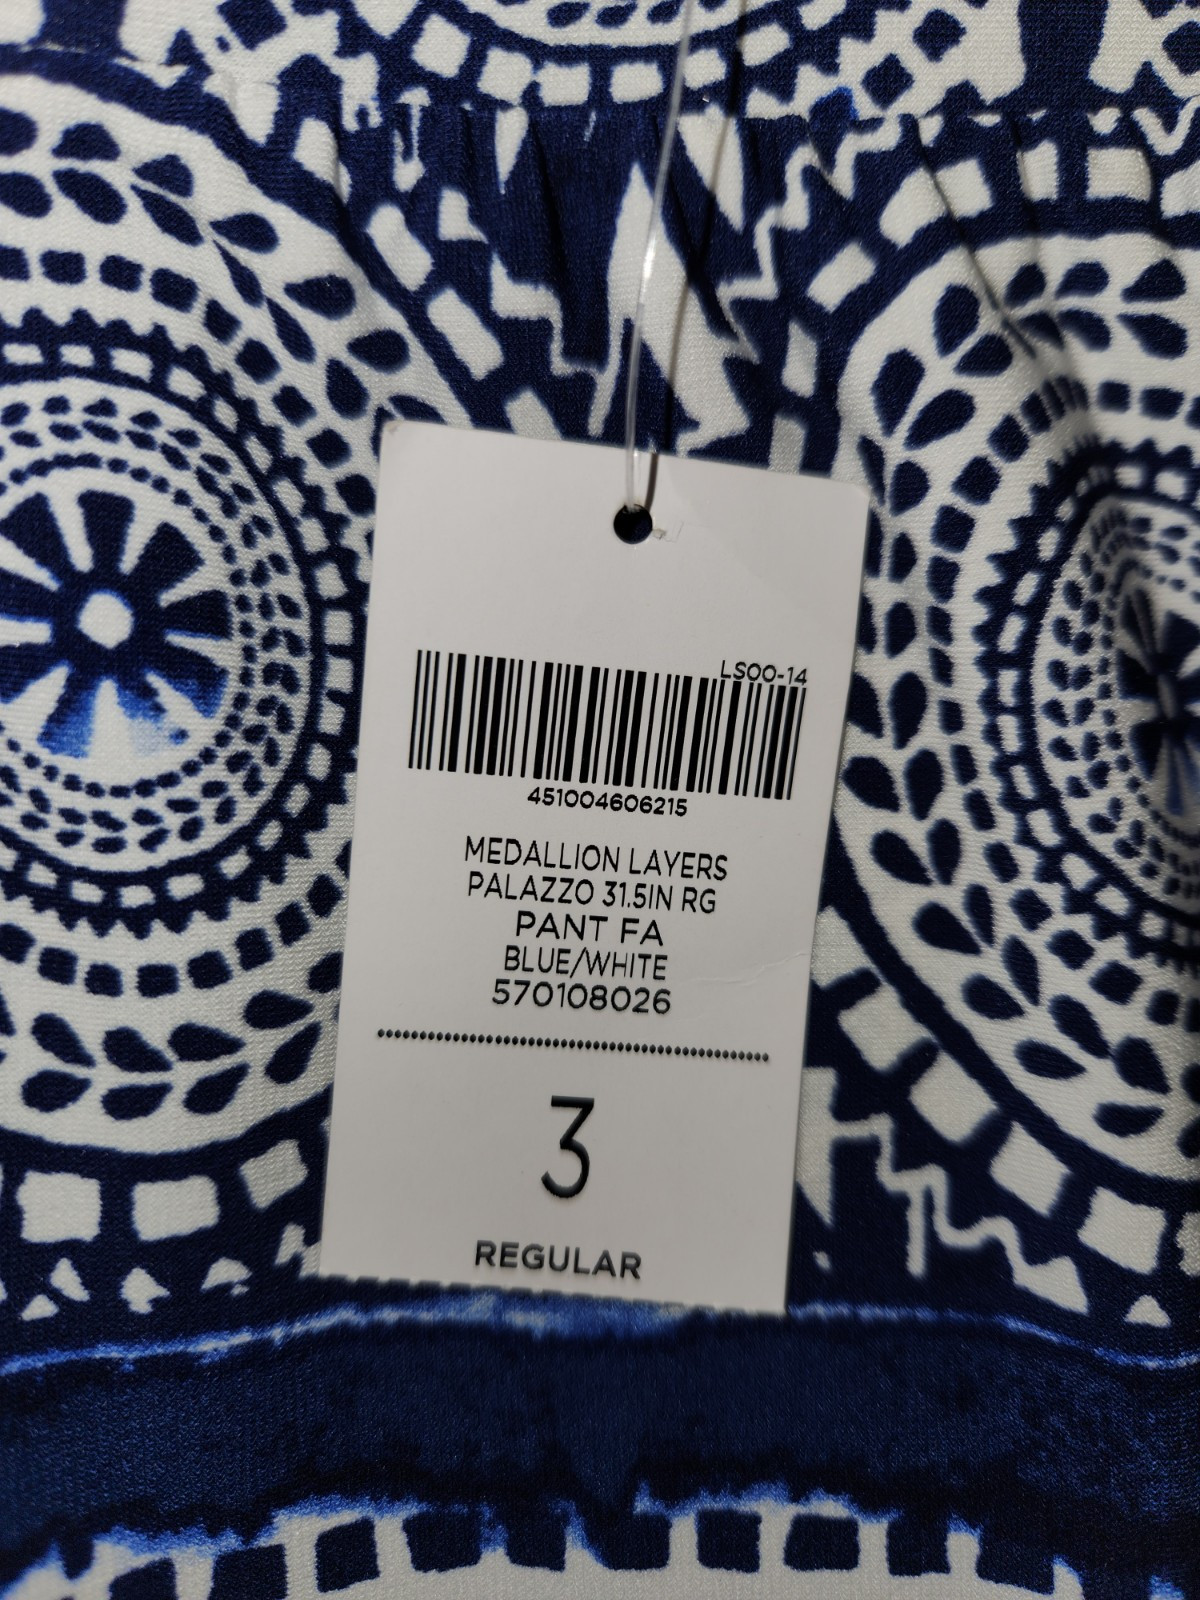 LS00-14
451004606215
MEDALLION LAYERS
PALAZZO 31.5IN RG
PANT FA
BLUE/WHITE
570108026
3
REGULAR